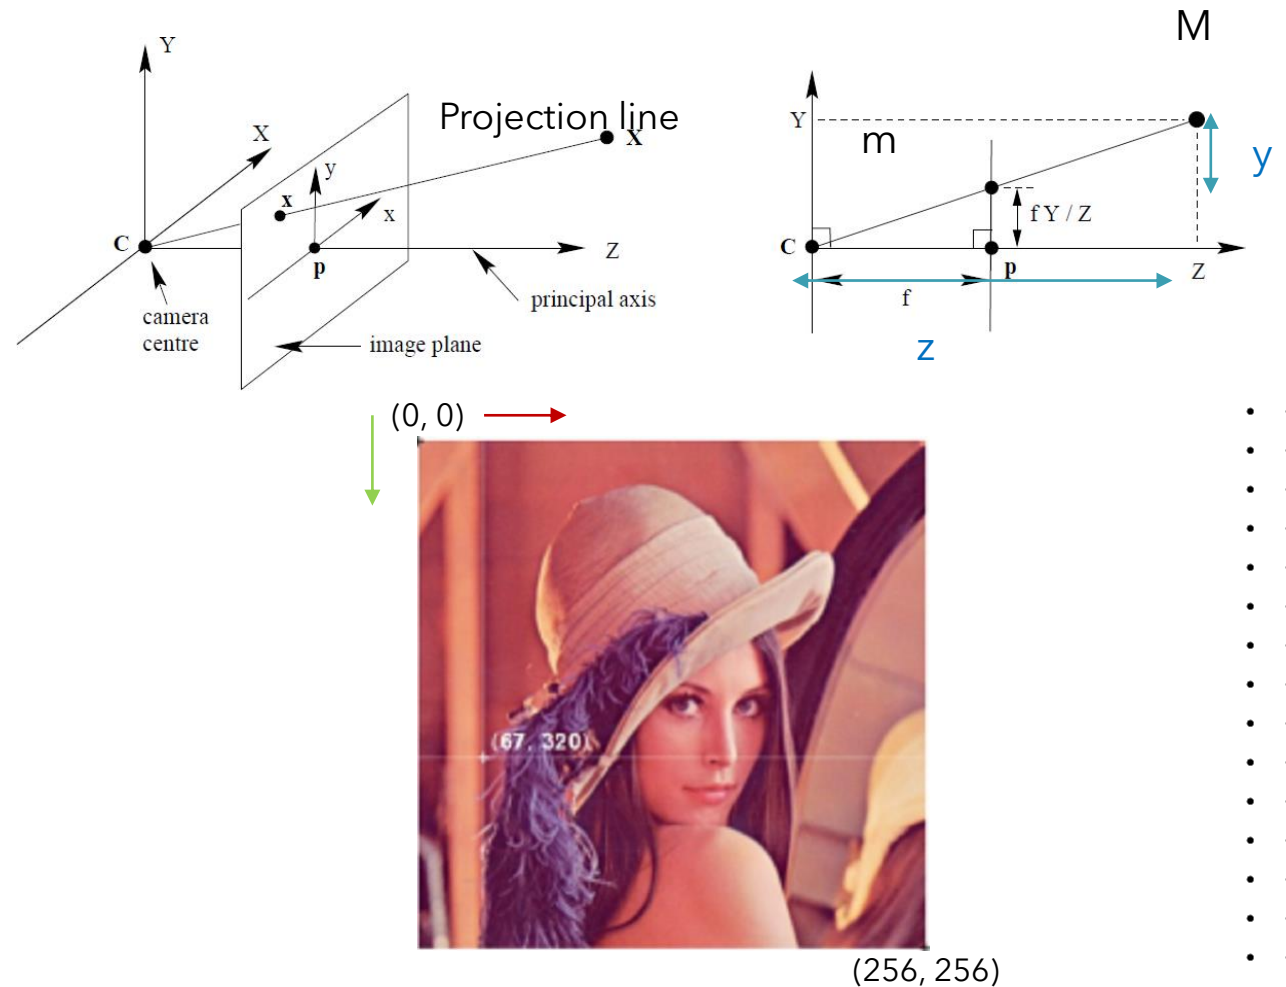 M
Y
Projection line
X
X
x
y
x
C
p
Z
principal axis
camera
centre
image plane
Y
m
y
f Y / Z
C
p
Z
f
z
(0, 0)
(67, 320)
(256, 256)